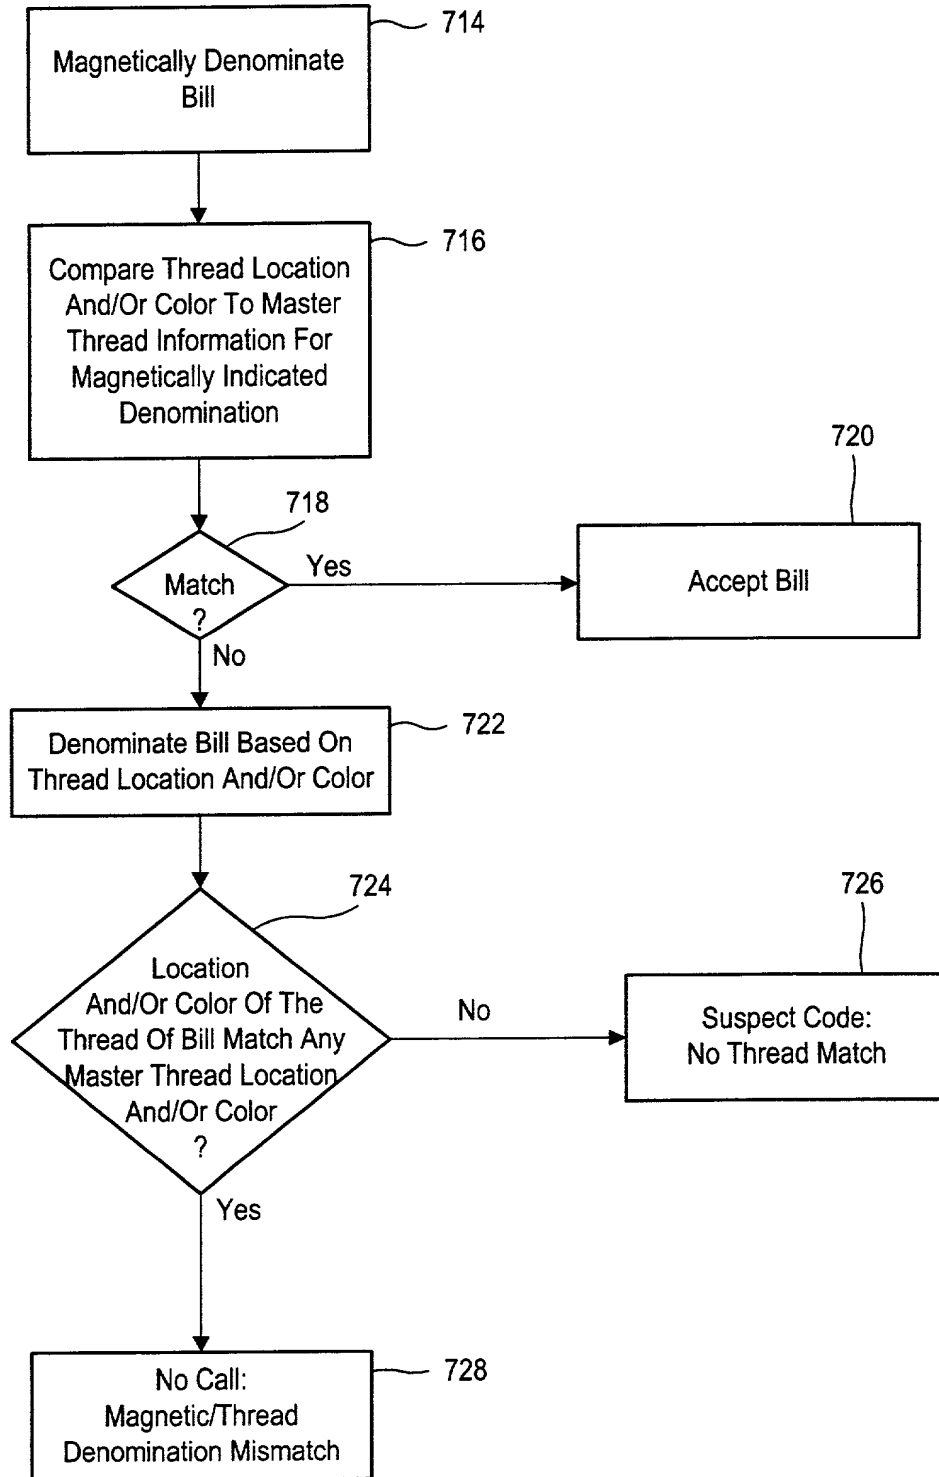 714
Magnetically Denominate
Bill
716
Compare Thread Location
And/Or Color To Master
Thread Information For
Magnetically Indicated
Denomination
718
Match
?
Yes
720
Accept Bill
No
722
Denominate Bill Based On
Thread Location And/Or Color
724
Location
And/Or Color Of The
Thread Of Bill Match Any
Master Thread Location
And/Or Color
?
No
726
Suspect Code:
No Thread Match
Yes
728
No Call:
Magnetic/Thread
Denomination Mismatch